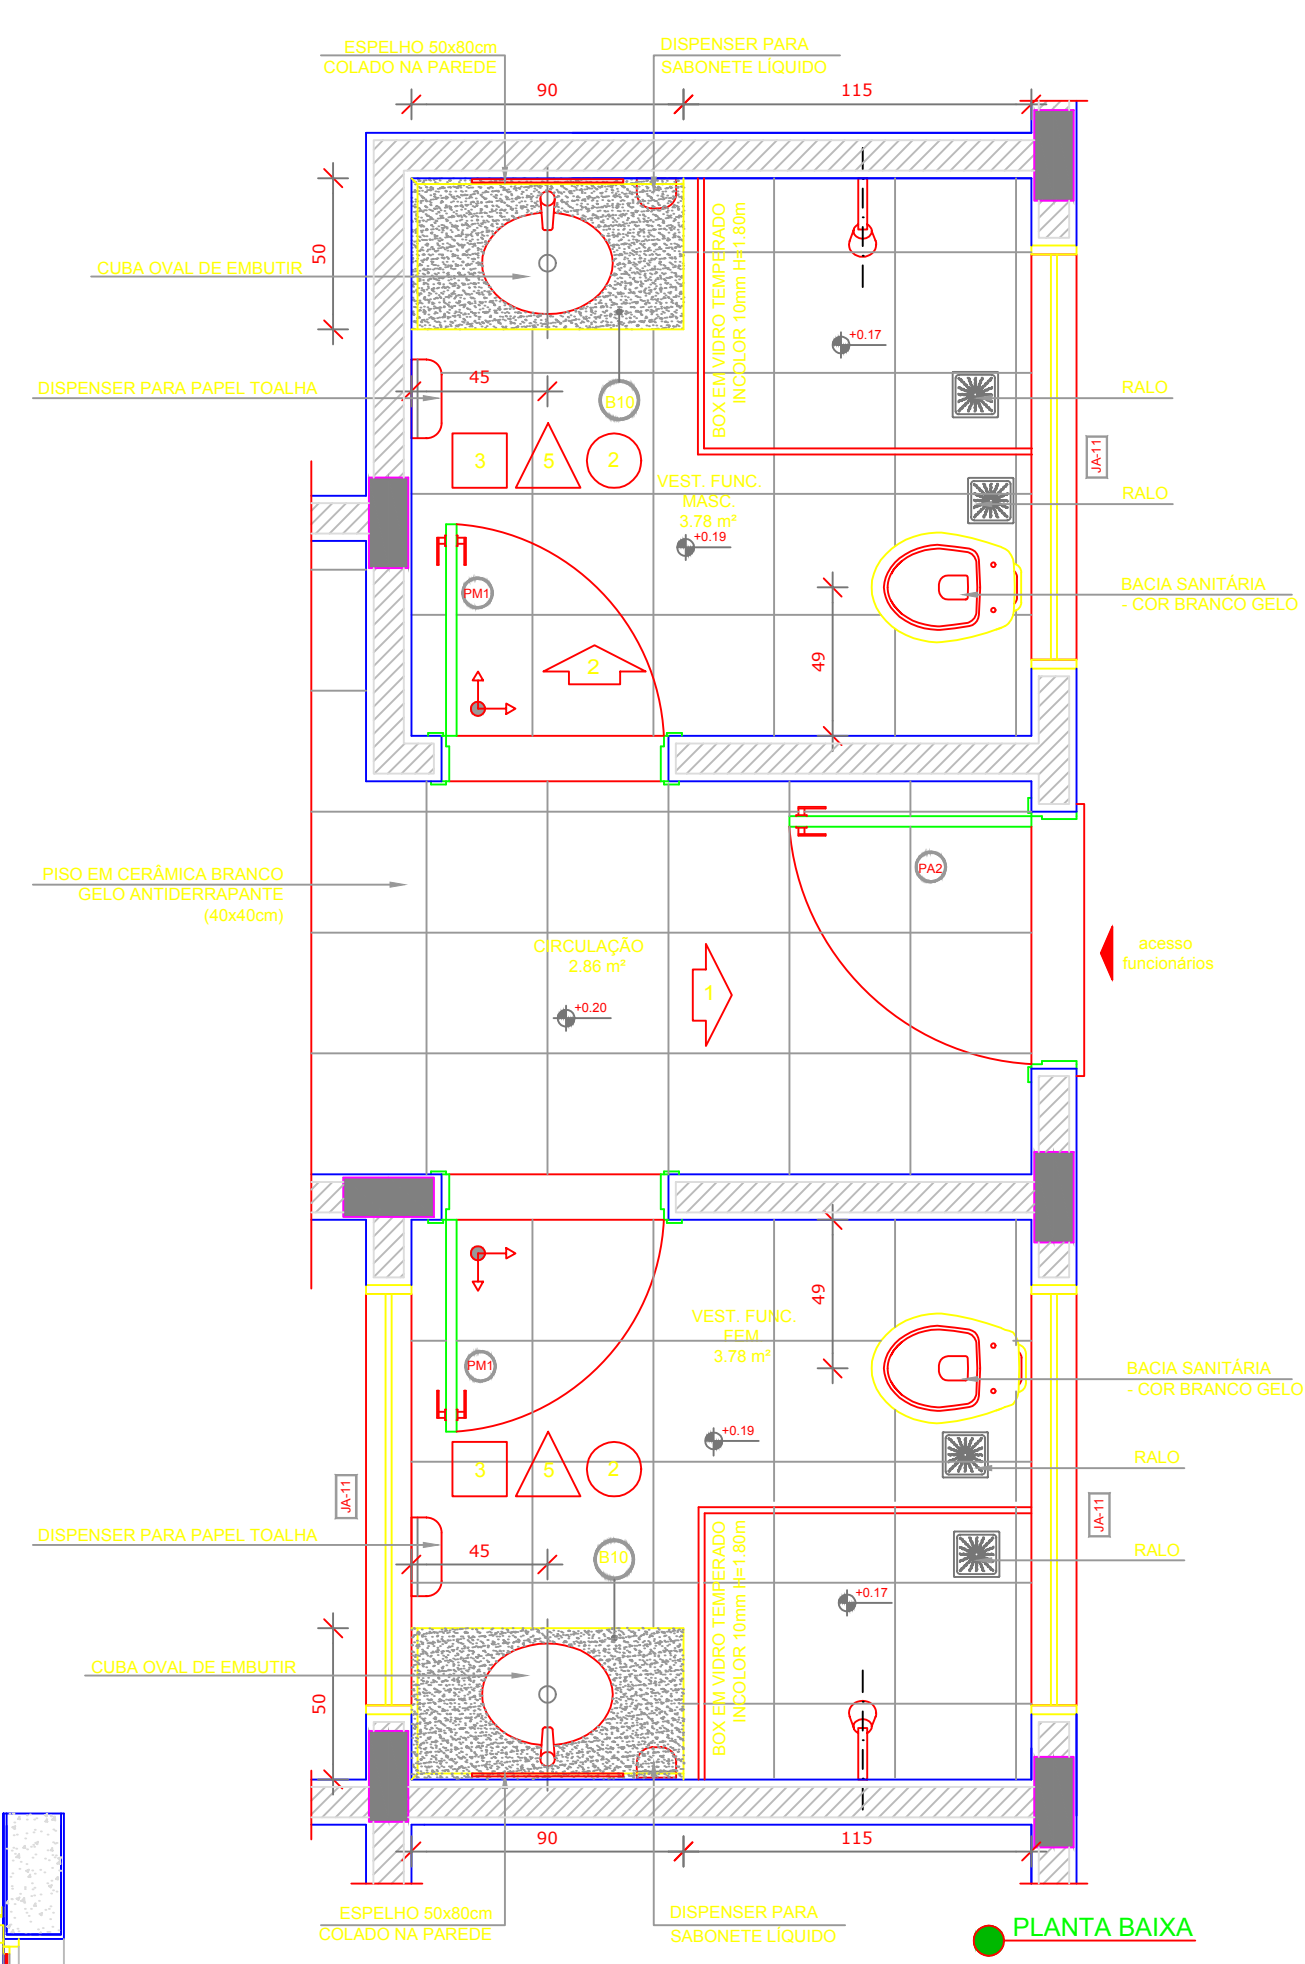 ESPELHO 50x80cm
COLADO NA PAREDE
DISPENSER PARA
SABONETE LÍQUIDO
90
115
50
CUBA OVAL DE EMBUTIR
BOX EM VIDRO TEMPERADO
INCOLOR 10mm H=1.80m
+0.17
DISPENSER PARA PAPEL TOALHA
45
B10
RALO
JA-11
3
5
2
VEST. FUNC.
MASC.
3.78 m²
+0.19
RALO
PM1
BACIA SANITÁRIA
- COR BRANCO GELO
2
49
PISO EM CERÂMICA BRANCO
GELO ANTIDERRAPANTE
(40x40cm)
PA2
CIRCULAÇÃO
2.86 m²
1
+0.20
acesso
funcionários
49
VEST. FUNC.
FEM.
3.78 m²
PM1
BACIA SANITÁRIA
- COR BRANCO GELO
+0.19
3
5
2
RALO
JA-11
JA-11
DISPENSER PARA PAPEL TOALHA
45
B10
RALO
BOX EM VIDRO TEMPERADO
INCOLOR 10mm H=1.80m
+0.17
CUBA OVAL DE EMBUTIR
50
90
115
ESPELHO 50x80cm
COLADO NA PAREDE
DISPENSER PARA
SABONETE LÍQUIDO
PLANTA BAIXA